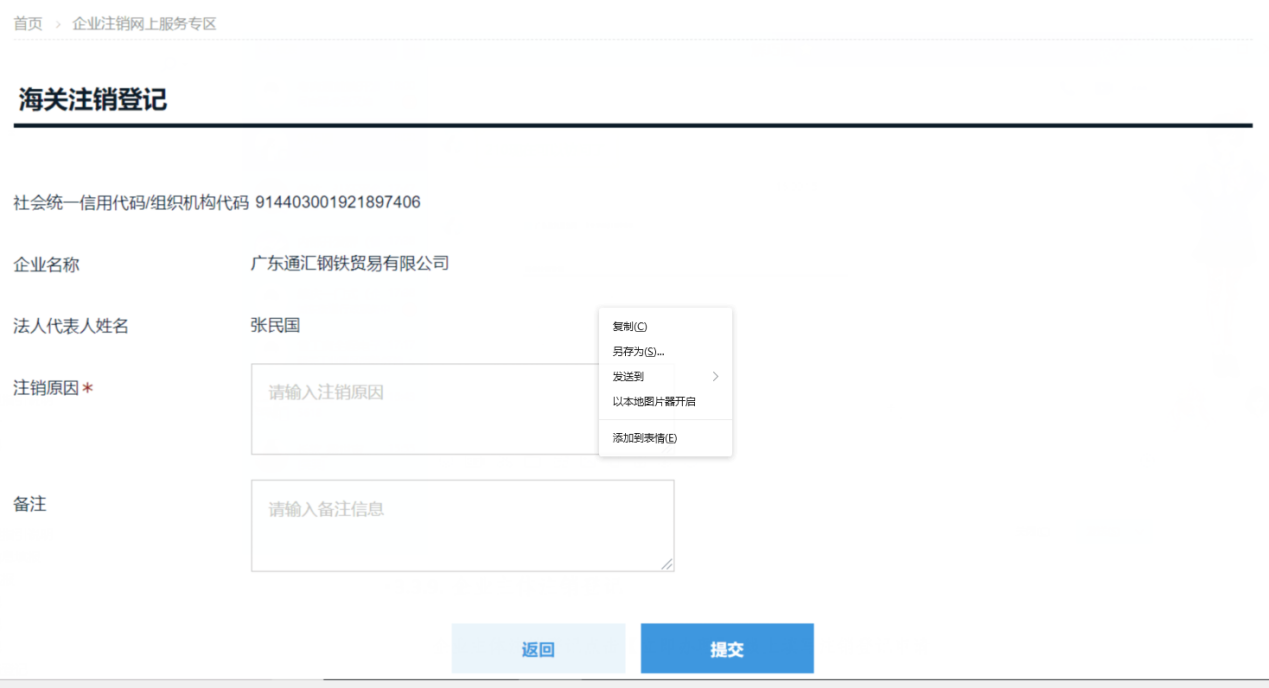 首页 > 企业注销网上服务专区
海关注销登记
社会统一信用代码/组织机构代码 914403001921897406
企业名称 广东通汇钢铁贸易有限公司
法人代表人姓名 张民国
注销原因* 请输入注销原因
复制(C)
另存为(S)...
发送到 >
以本地图片器开启
添加到表情(E)
备注 请输入备注信息
返回 提交